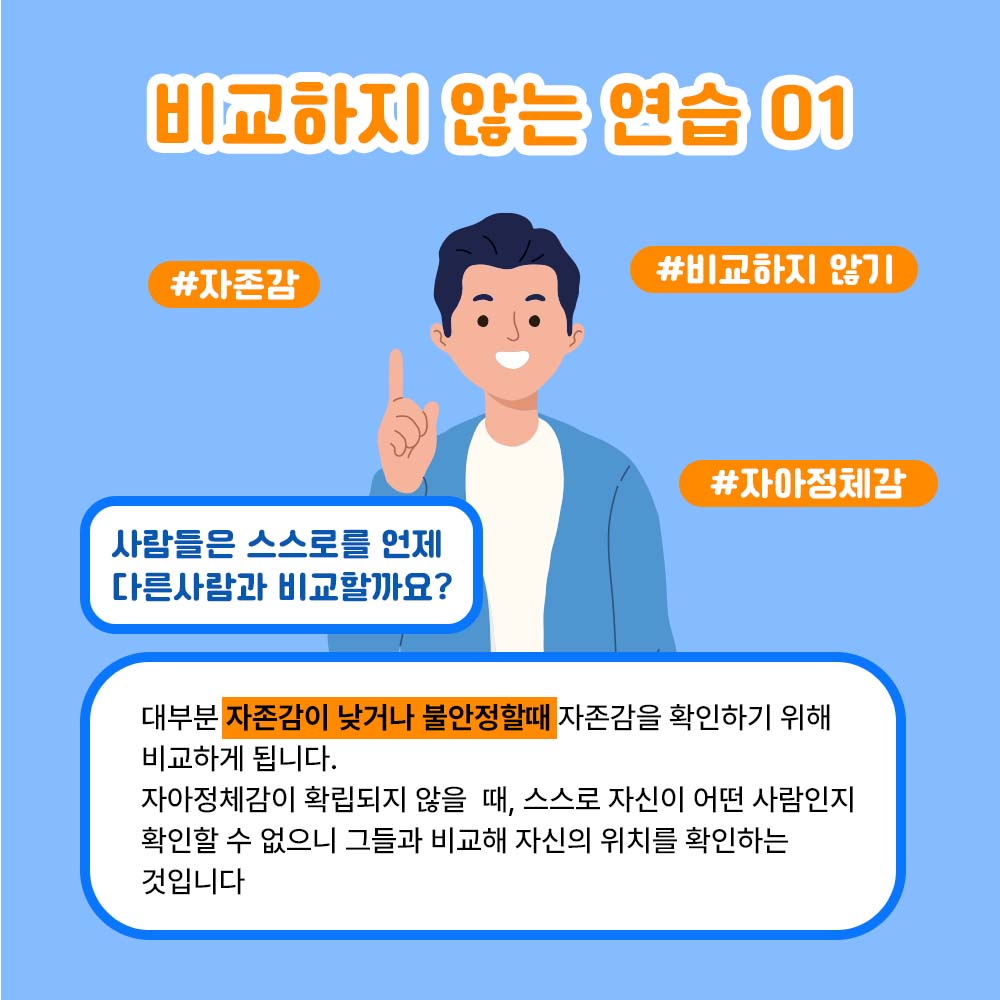 비교하지 않는 연습 01
#자존감
#비교하지 않기
#자아정체감
사람들은 스스로를 언제
다른사람과 비교할까요?
대부분 자존감이 낮거나 불안정할때 자존감을 확인하기 위해
비교하게 됩니다.
자아정체감이 확립되지 않을 때, 스스로 자신이 어떤 사람인지
확인할 수 없으니 그들과 비교해 자신의 위치를 확인하는
것입니다